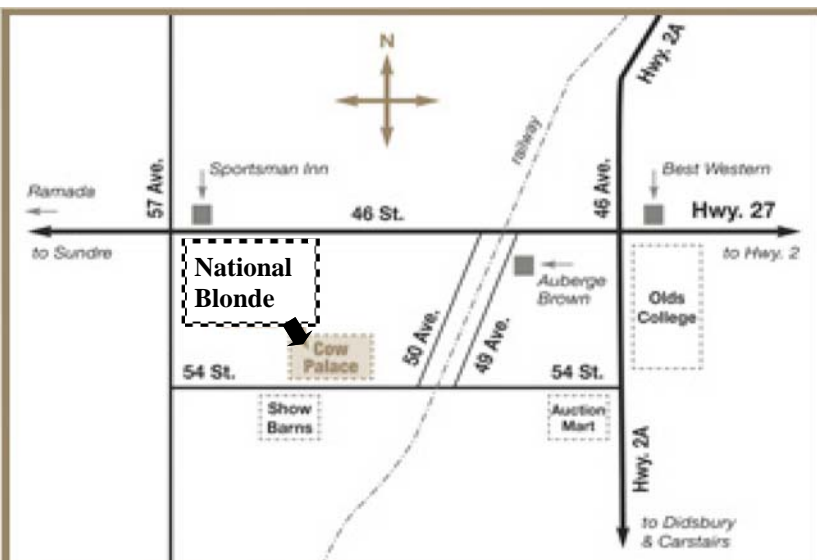 N
Hwy. 2A
railway
57 Ave.
Sportsman Inn
46 Ave.
Best Western
Ramada
46 St.
Hwy. 27
to Sundre
to Hwy. 2
National
Blonde
Auberge
Brown
Olds
College
50 Ave.
49 Ave.
Cow
Palace
54 St.
54 St.
Show
Barns
Auction
Mart
Hwy. 2A
to Didsbury
& Carstairs